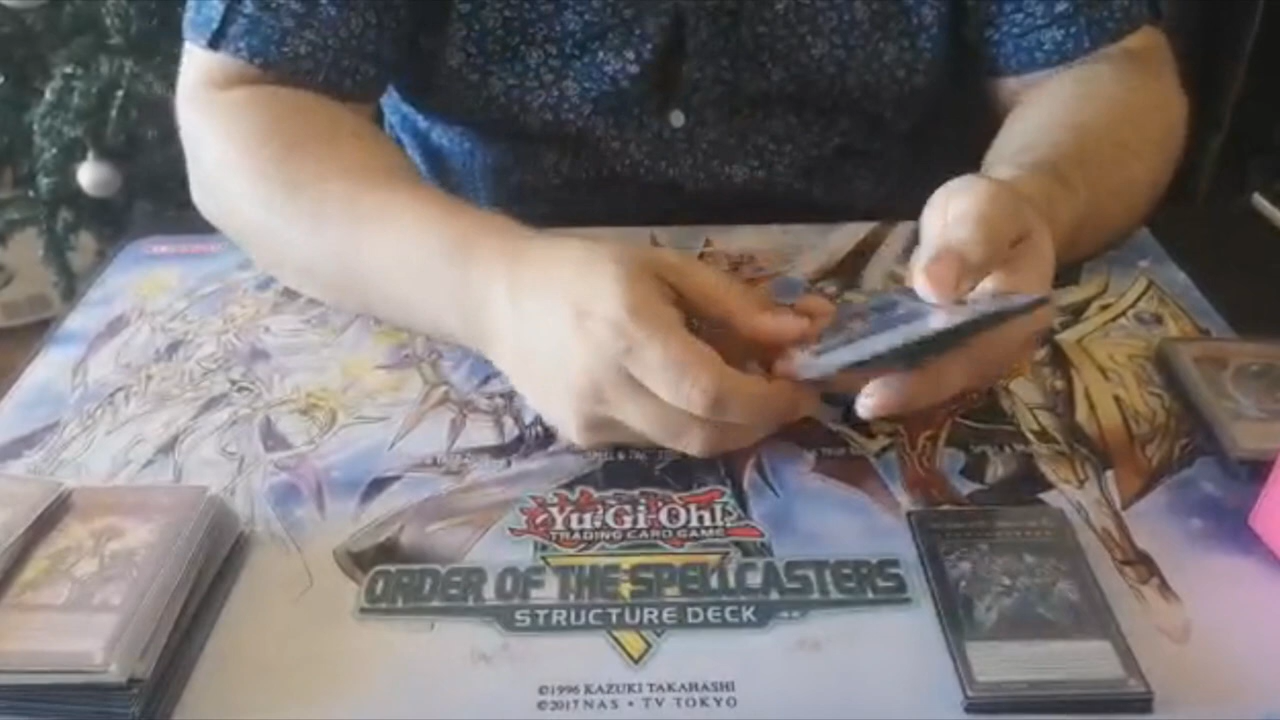 Yu-Gi-Oh!
TRADING CARD GAME
ORDER OF THE SPELLCASTERS
STRUCTURE DECK
©1996 KAZUKI TAKAHASHI
©2017 NAS • TV TOKYO